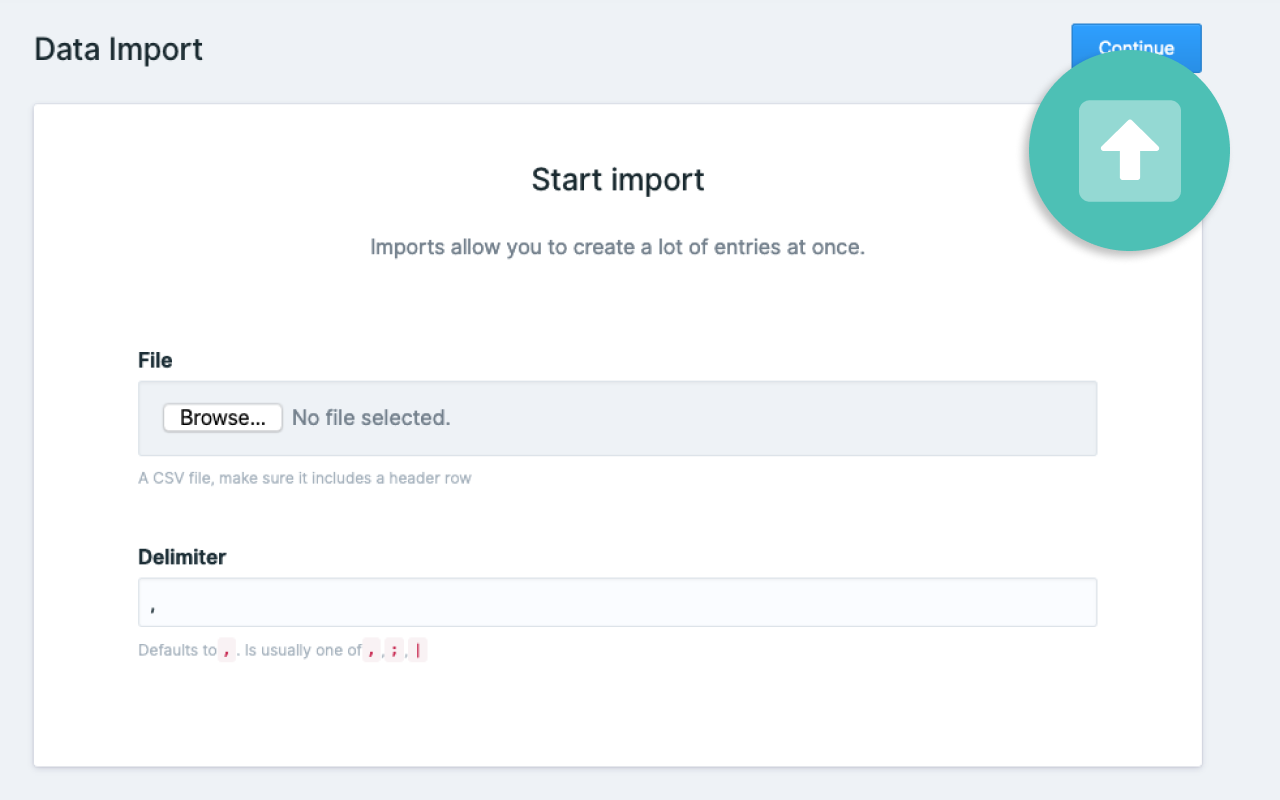 Data Import
Continue
Start import
Imports allow you to create a lot of entries at once.
File
Browse... No file selected.
A CSV file, make sure it includes a header row
Delimiter
,
Defaults to , . Is usually one of , , ; , |